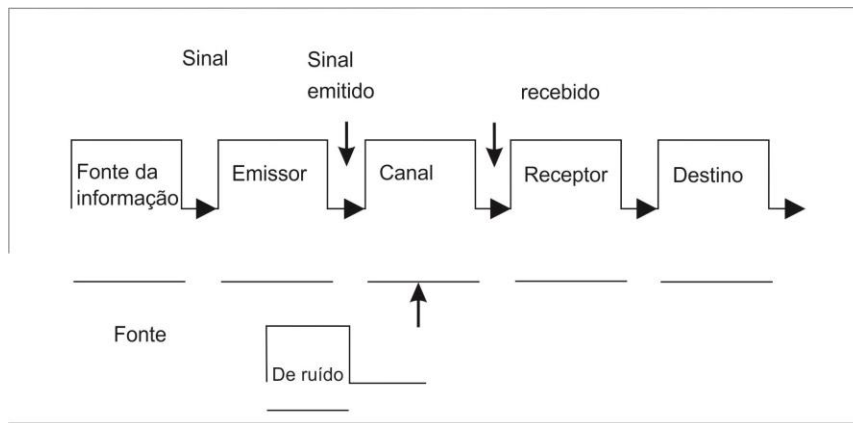 Sinal
Sinal
emitido
recebido
Fonte da
informação
Emissor
Canal
Receptor
Destino
Fonte
De ruído